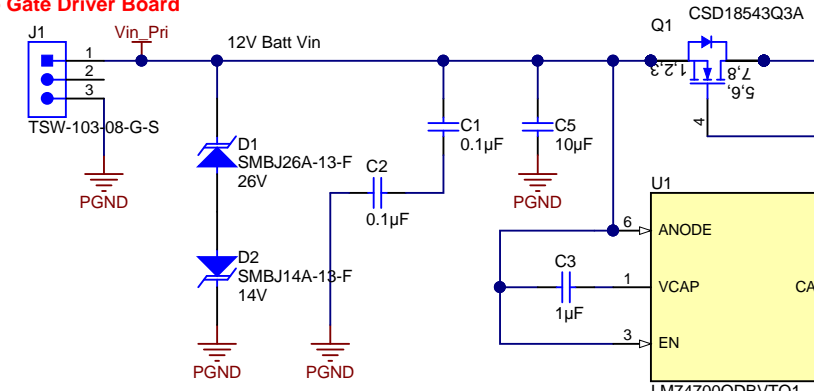 Gate Driver Board
J1
Vin_Pri
12V Batt Vin
1
2
3
TSW-103-08-G-S
PGND
D1
SMBJ26A-13-F
26V
D2
SMBJ14A-13-F
14V
PGND
C2
0.1µF
PGND
C1
0.1µF
C5
10µF
PGND
Q1
CSD18543Q3A
1,2,3
7,8
5,6,
4
U1
6
ANODE
C3
1µF
1
VCAP
CA
3
EN
LM74700QDBVTQ1